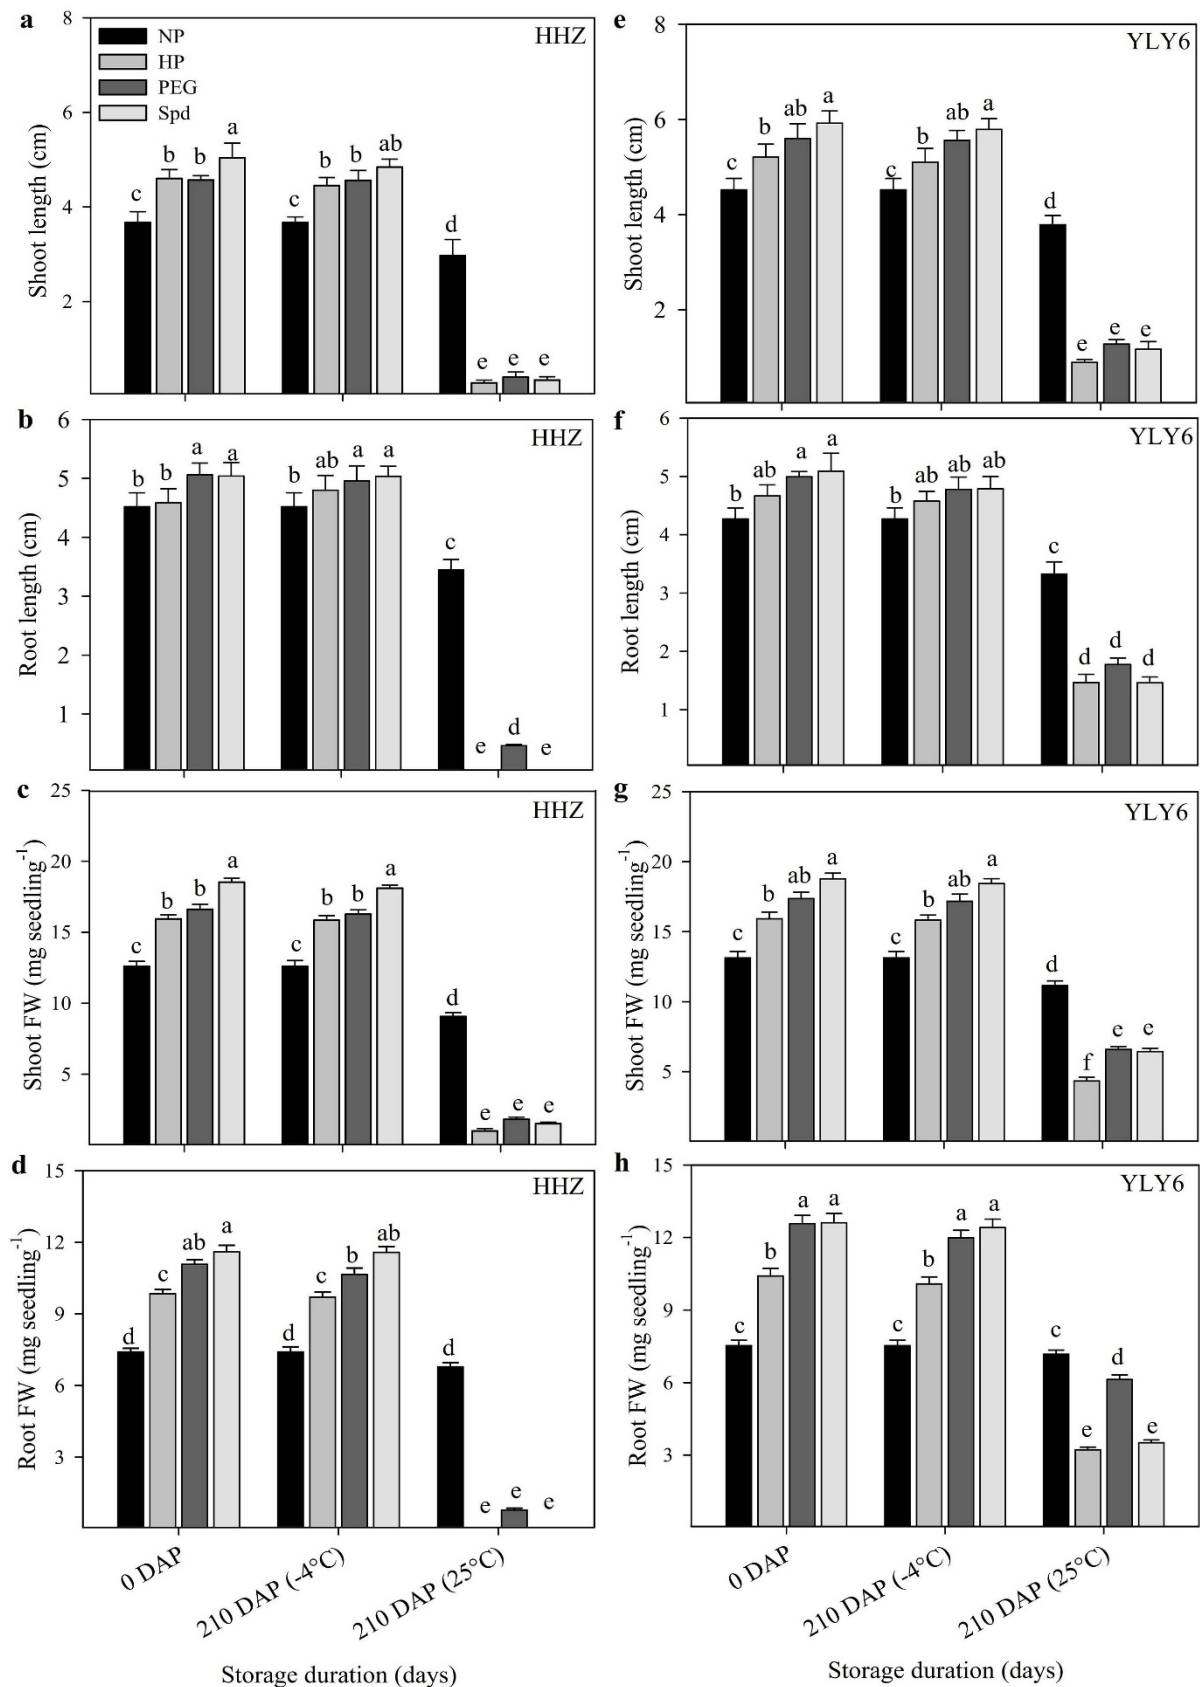 a
HHZ
8
6
4
2
Shoot length (cm)
NP
HP
PEG
Spd
c b b a
c b b ab
d e e e
e
YLY6
8
6
4
2
Shoot length (cm)
c b ab a
c b ab a
d e e e
b
HHZ
6
5
4
3
2
1
Root length (cm)
b b a a
b ab a a
c e d e
f
YLY6
6
5
4
3
2
1
Root length (cm)
b ab a a
b ab ab ab
c d d d
c
HHZ
25
20
15
10
5
Shoot FW (mg seedling⁻¹)
c b b a
c b b a
d e e e
g
YLY6
25
20
15
10
5
Shoot FW (mg seedling⁻¹)
c b ab a
c b ab a
d f e e
d
HHZ
15
12
9
6
3
Root FW (mg seedling⁻¹)
d c ab a
d c b ab
d e e e
0 DAP
210 DAP (-4°C)
210 DAP (25°C)
Storage duration (days)
h
YLY6
15
12
9
6
3
Root FW (mg seedling⁻¹)
c b a a
c b a a
c e d e
0 DAP
210 DAP (-4°C)
210 DAP (25°C)
Storage duration (days)